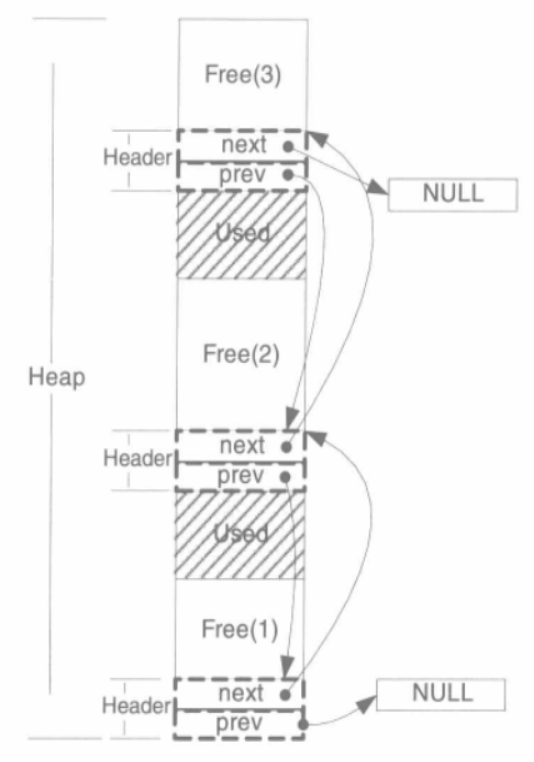 Free(3)
next
Header
prev
NULL
Used
Free(2)
Heap
next
Header
prev
Used
Free(1)
next
NULL
Header
prev